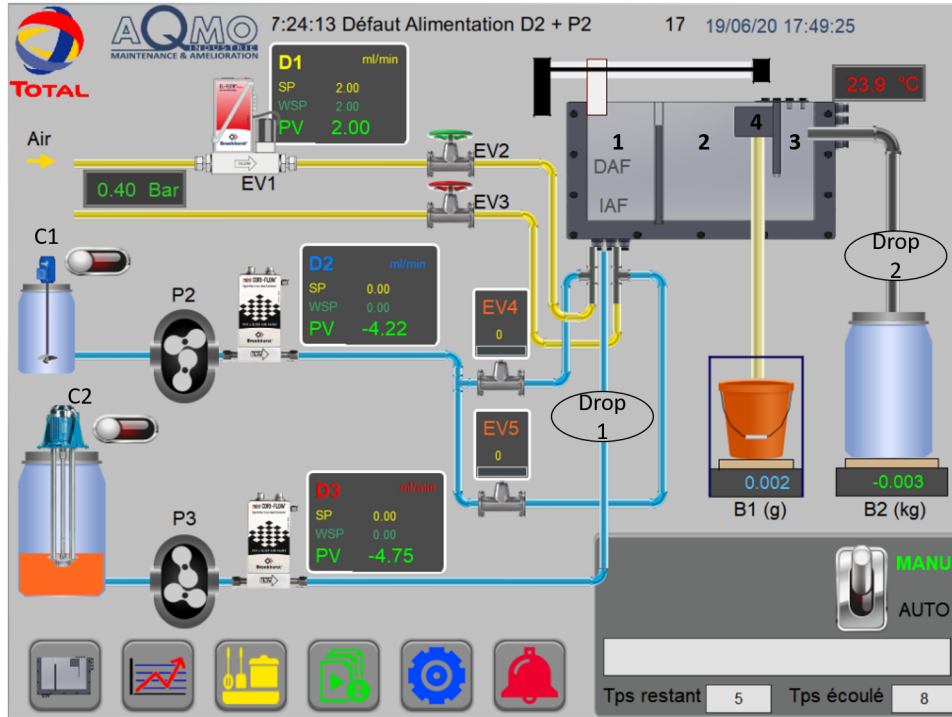 7:24:13 Défaut Alimentation D2 + P2 17 19/06/20 17:49:25
TOTAL
AQMO
INDUSTRIE
MAINTENANCE & AMELIORATION
D1 ml/min
SP 2.00
WSP 2.00
PV 2.00
23.9 °C
Air
EV1
EV2
EV3
0.40 Bar
1
2
3
4
DAF
IAF
C1
P2
D2 ml/min
SP 0.00
WSP 0.00
PV -4.22
EV4
0
Drop
2
C2
EV5
0
Drop
1
P3
D3 ml/min
SP 0.00
WSP 0.00
PV -4.75
0.002
B1 (g)
-0.003
B2 (kg)
MANU
AUTO
Tps restant 5 Tps écoulé 8